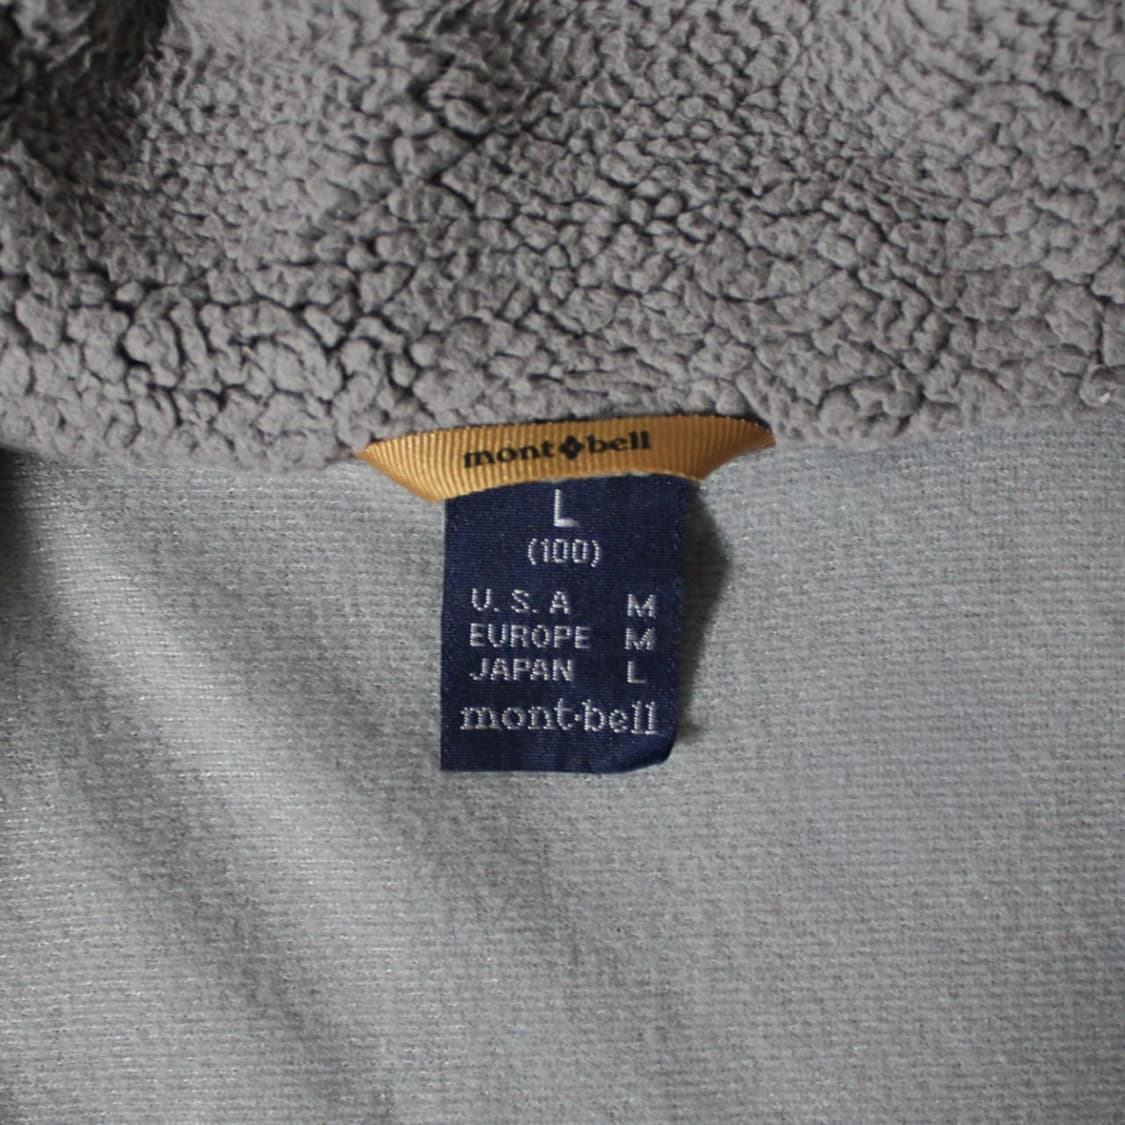 mont bell
L
(100)
U.S.A M
EUROPE M
JAPAN L
mont·bell